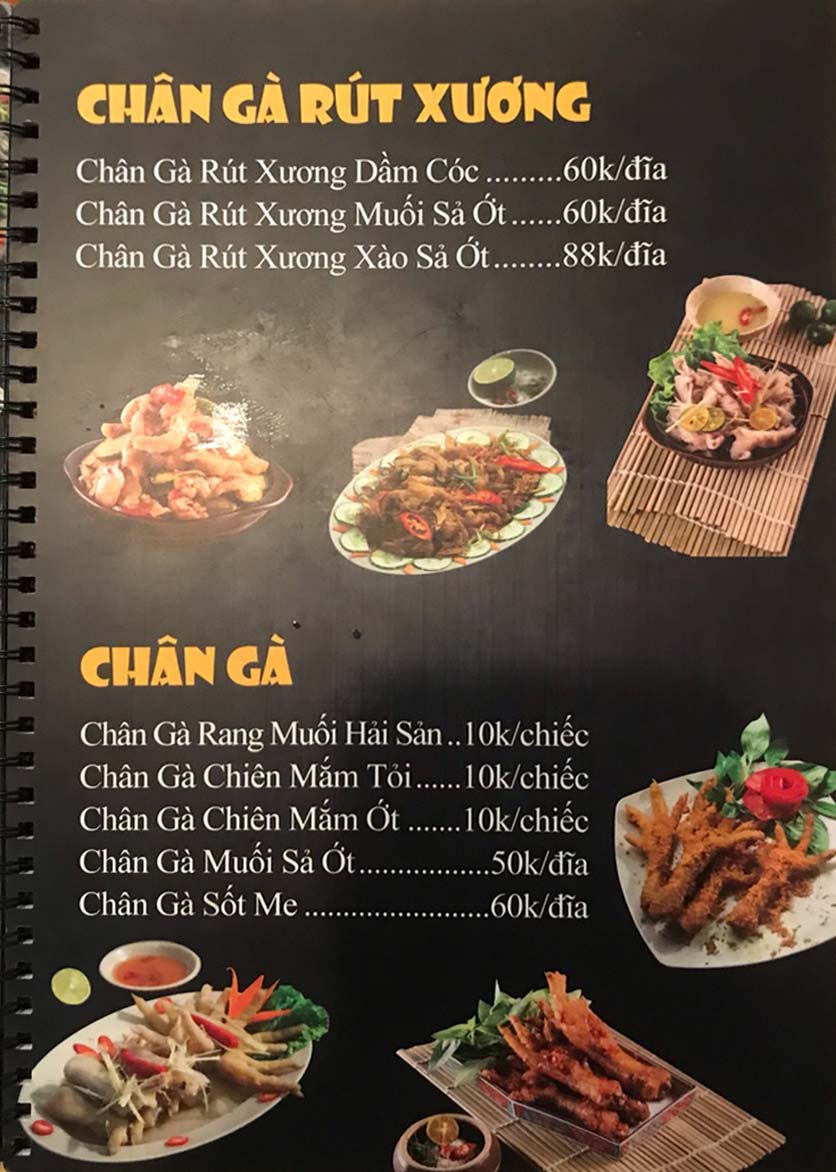 CHÂN GÀ RÚT XƯƠNG
Chân Gà Rút Xương Dầm Cóc .........60k/đĩa
Chân Gà Rút Xương Muối Sả Ớt ......60k/đĩa
Chân Gà Rút Xương Xào Sả Ớt ........88k/đĩa
CHÂN GÀ
Chân Gà Rang Muối Hải Sản ..10k/chiếc
Chân Gà Chiên Mắm Tỏi ......10k/chiếc
Chân Gà Chiên Mắm Ớt .......10k/chiếc
Chân Gà Muối Sả Ớt.................50k/đĩa
Chân Gà Sốt Me ........................60k/đĩa